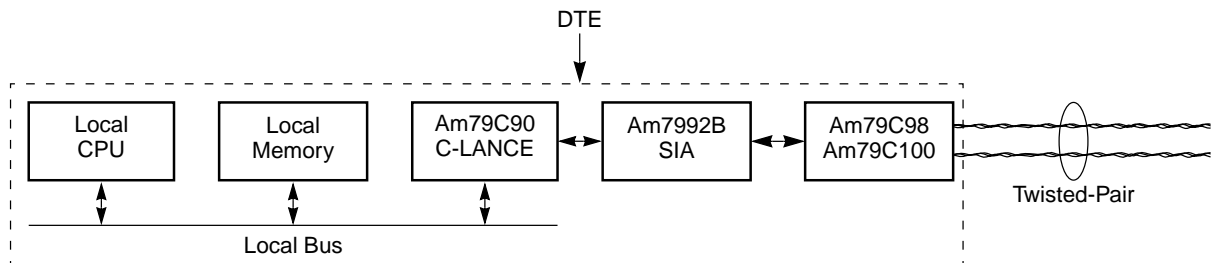 DTE
Local
CPU
Local
Memory
Am79C90
C-LANCE
Am7992B
SIA
Am79C98
Am79C100
Twisted-Pair
Local Bus